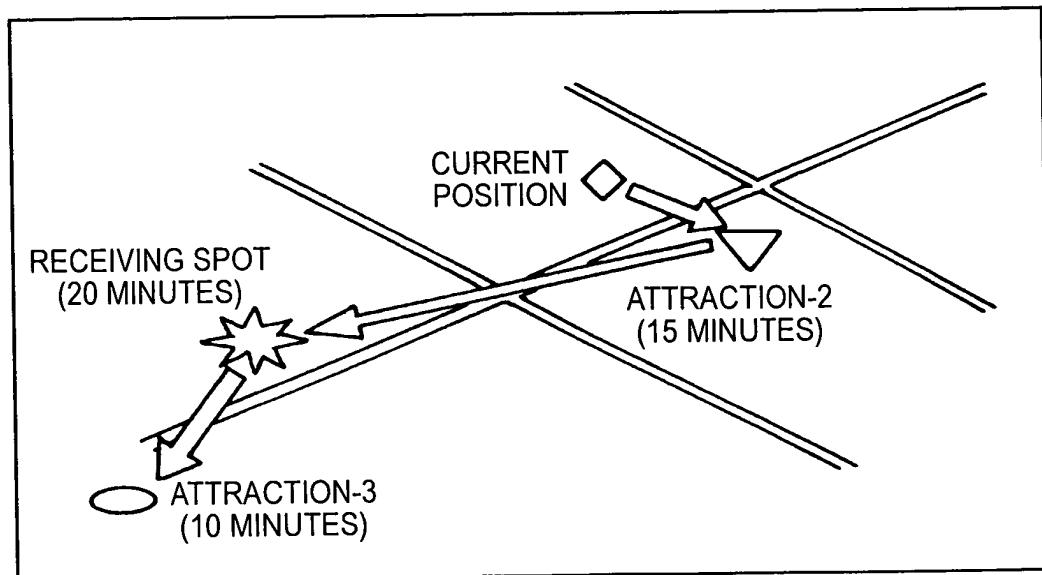 CURRENT
POSITION
RECEIVING SPOT
(20 MINUTES)
ATTRACTION-2
(15 MINUTES)
ATTRACTION-3
(10 MINUTES)